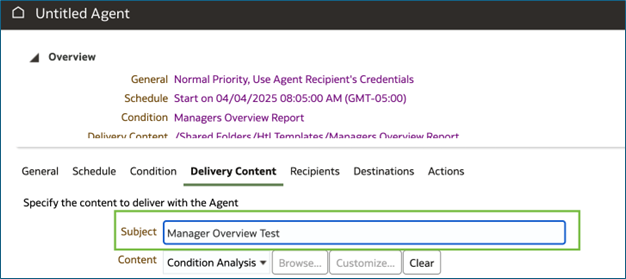 Untitled Agent
Overview
General Normal Priority, Use Agent Recipient's Credentials
Schedule Start on 04/04/2025 08:05:00 AM (GMT-05:00)
Condition Managers Overview Report
Delivery Content /Shared Folders/Htl Templates/Managers Overview Report
General Schedule Condition Delivery Content Recipients Destinations Actions
Specify the content to deliver with the Agent
Subject Manager Overview Test
Content Condition Analysis Browse... Customize... Clear